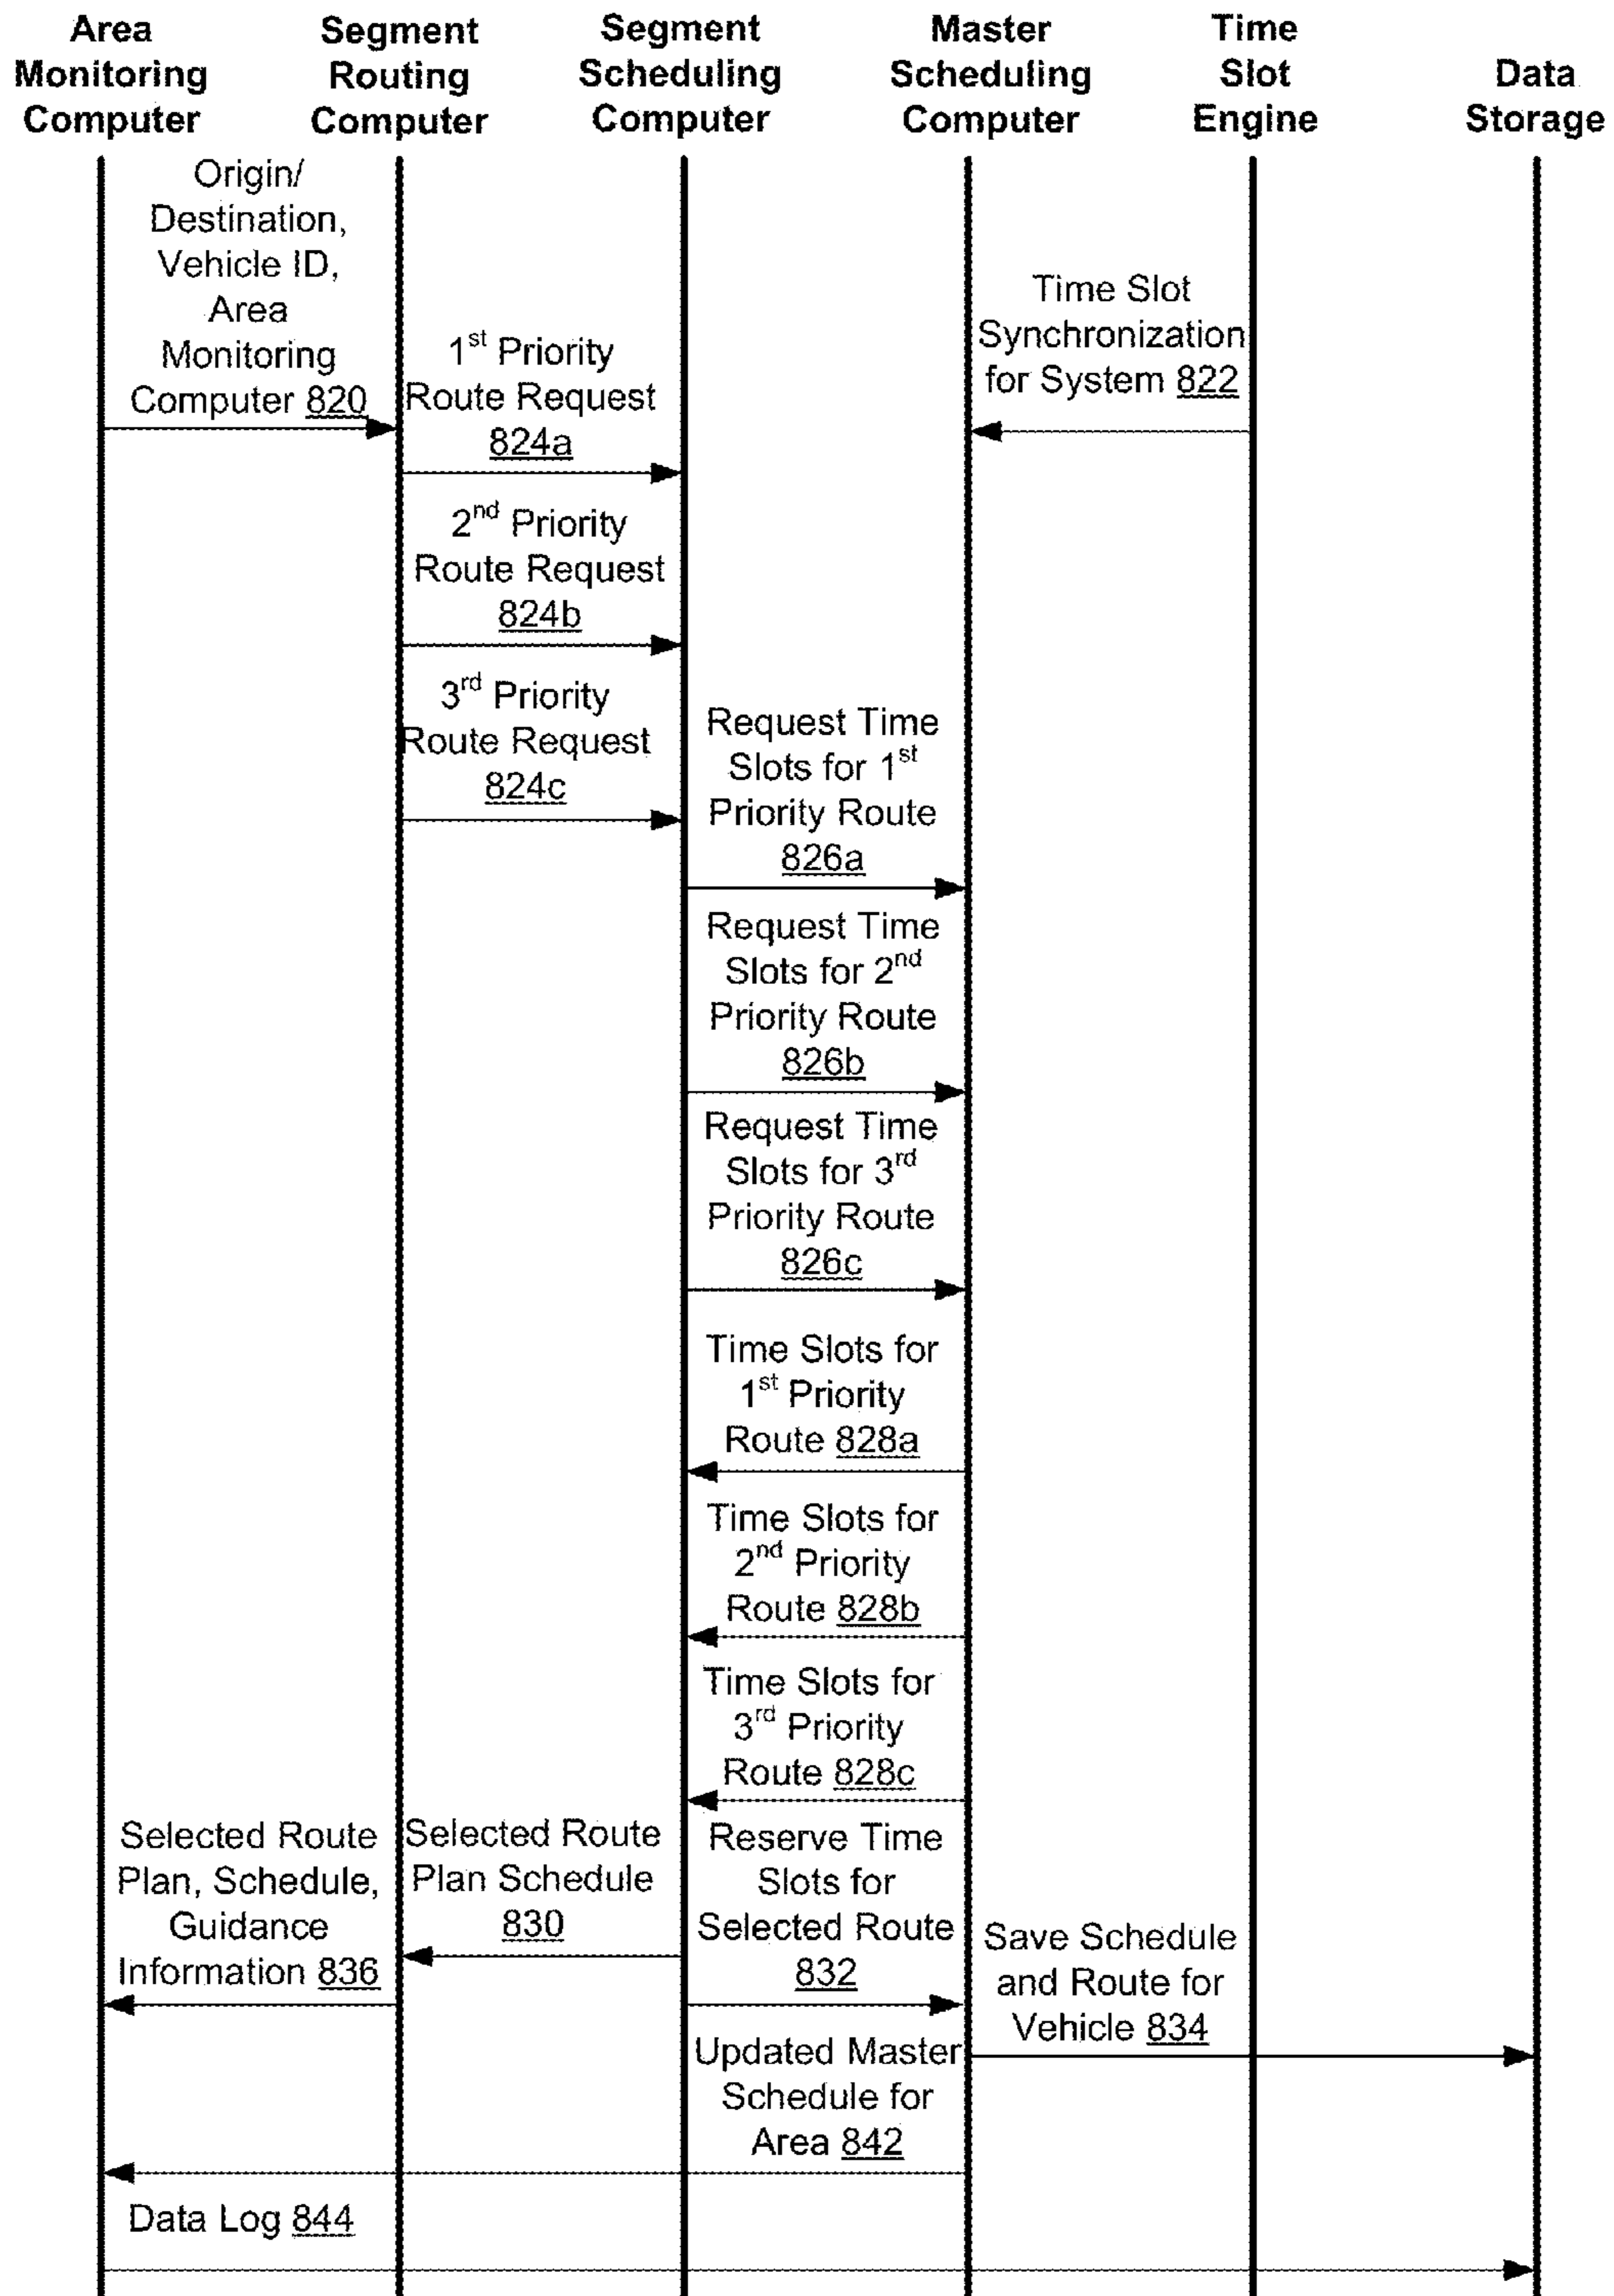 Area
Monitoring
Computer
Segment
Routing
Computer
Segment
Scheduling
Computer
Master
Scheduling
Computer
Time
Slot
Engine
Data
Storage
Origin/
Destination,
Vehicle ID,
Area
Monitoring
Computer 820
Time Slot
Synchronization
for System 822
1st Priority
Route Request
824a
2nd Priority
Route Request
824b
3rd Priority
Route Request
824c
Request Time
Slots for 1st
Priority Route
826a
Request Time
Slots for 2nd
Priority Route
826b
Request Time
Slots for 3rd
Priority Route
826c
Time Slots for
1st Priority
Route 828a
Time Slots for
2nd Priority
Route 828b
Time Slots for
3rd Priority
Route 828c
Selected Route
Plan, Schedule,
Guidance
Information 836
Selected Route
Plan Schedule
830
Reserve Time
Slots for
Selected Route
832
Save Schedule
and Route for
Vehicle 834
Updated Master
Schedule for
Area 842
Data Log 844